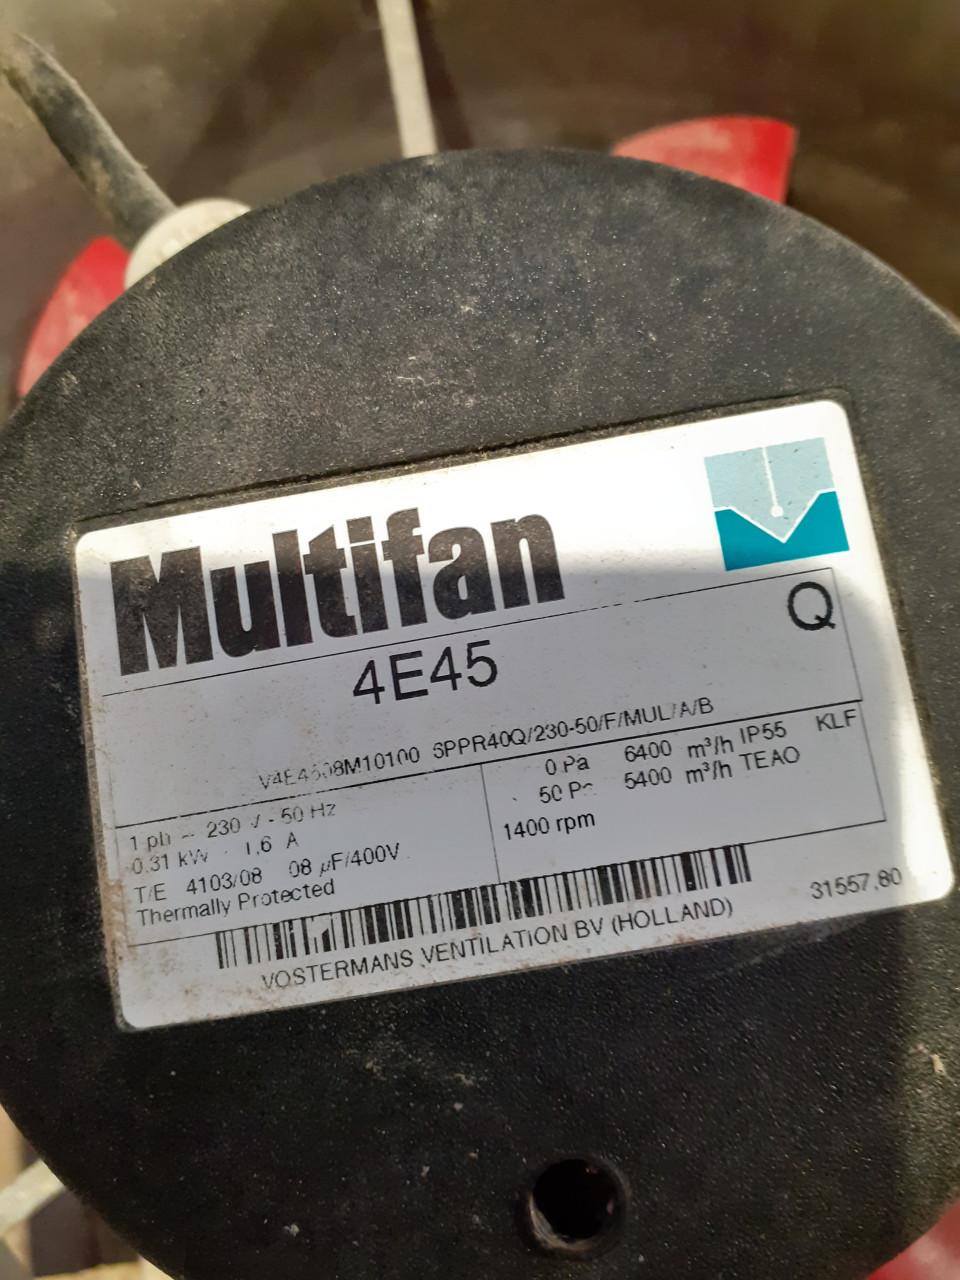 Multifan
4E45
Q
6PPR40Q/230-50/F/MUL/A/B
1 ph ~ 230 V - 50 Hz
0.31 kW 1,6 A
T/E 4103/08 08 µF/400V
Thermally Protected
0 Pa 6400 m³/h IP55 KLF
50 Pa 5400 m³/h TEAO
1400 rpm
31557,80
VOSTERMANS VENTILATION BV (HOLLAND)